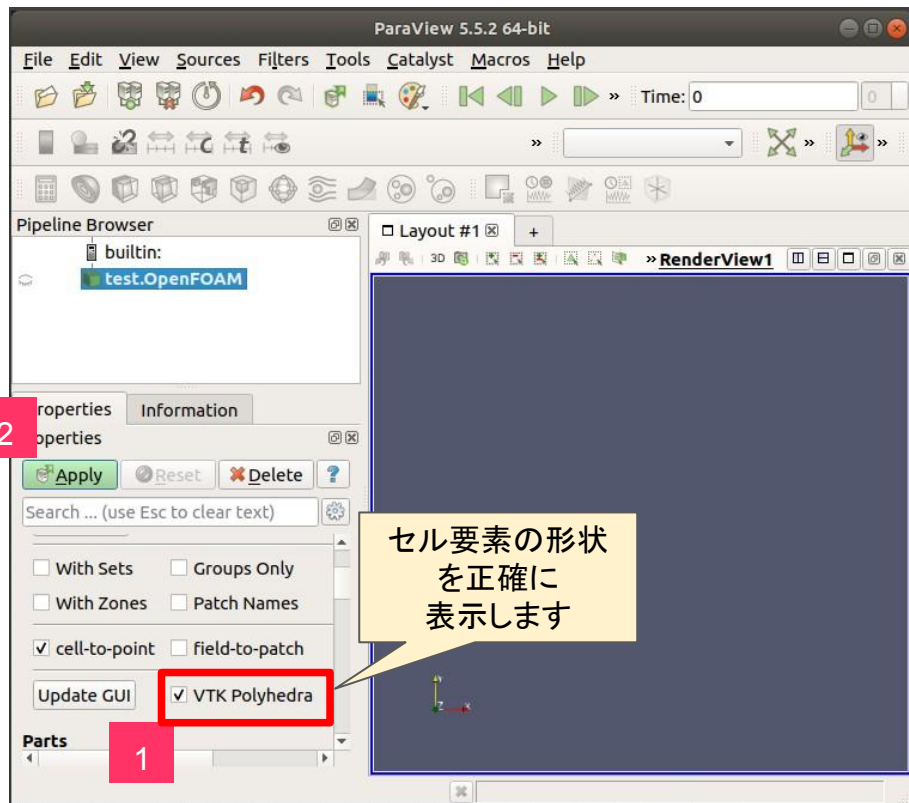 ParaView 5.5.2 64-bit
File Edit View Sources Filters Tools Catalyst Macros Help
» Time: 0 0
» » »
Pipeline Browser
builtin:
test.OpenFOAM
Layout #1 +
3D » RenderView1
2
roperties Information
operties
Apply Reset Delete ?
Search ... (use Esc to clear text)
With Sets Groups Only
With Zones Patch Names
cell-to-point field-to-patch
Update GUI VTK Polyhedra
Parts
1
セル要素の形状
を正確に
表示します
Y
Z X